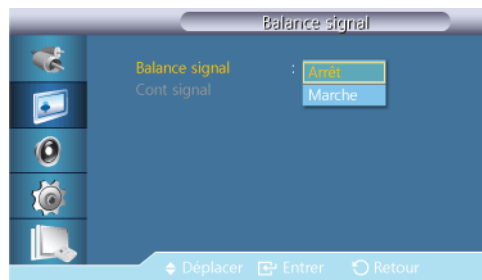 Balance signal
Balance signal : Arrêt
Cont signal Marche
Déplacer Entrer Retour